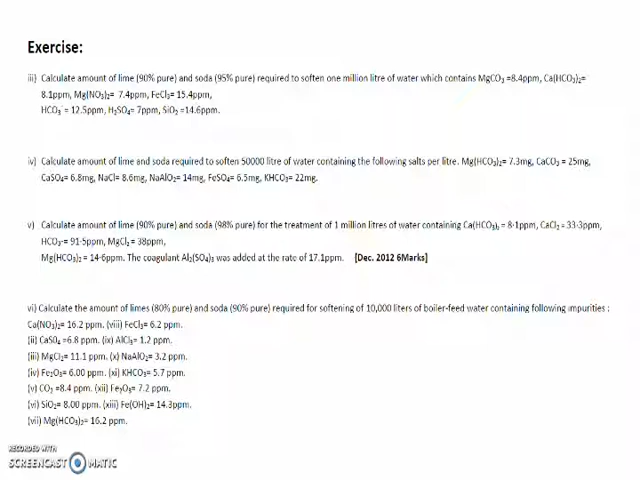 Exercise:
iii) Calculate amount of lime (90% pure) and soda (95% pure) required to soften one million litre of water which contains MgCO₃ =8.4ppm, Ca(HCO₃)₂=
8.1ppm, Mg(NO₃)₂= 7.4ppm, FeCl₃= 15.4ppm,
HCO₃⁻= 12.5ppm, H₂SO₄= 7ppm, SiO₂ =14.6ppm.
iv) Calculate amount of lime and soda required to soften 50000 litre of water containing the following salts per litre. Mg(HCO₃)₂= 7.3mg, CaCO₃ = 25mg,
CaSO₄= 6.8mg, NaCl= 8.6mg, NaAlO₂= 14mg, FeSO₄= 6.5mg, KHCO₃= 22mg.
v) Calculate amount of lime (90% pure) and soda (98% pure) for the treatment of 1 million litres of water containing Ca(HCO₃)₂ = 8·1ppm, CaCl₂ = 33·3ppm,
HCO₃⁻= 91·5ppm, MgCl₂ = 38ppm,
Mg(HCO₃)₂ = 14·6ppm. The coagulant Al₂(SO₄)₃ was added at the rate of 17.1ppm. [Dec. 2012 6Marks]
vi) Calculate the amount of limes (80% pure) and soda (90% pure) required for softening of 10,000 liters of boiler-feed water containing following impurities :
Ca(NO₃)₂= 16.2 ppm. (viii) FeCl₃= 6.2 ppm.
(ii) CaSO₄ =6.8 ppm. (ix) AlCl₃= 1.2 ppm.
(iii) MgCl₂= 11.1 ppm. (x) NaAlO₂= 3.2 ppm.
(iv) Fe₂O₃= 6.00 ppm. (xi) KHCO₃= 5.7 ppm.
(v) CO₂ =8.4 ppm. (xii) Fe₂O₃= 7.2 ppm.
(vi) SiO₂= 8.00 ppm. (xiii) Fe(OH)₂= 14.3ppm.
(vii) Mg(HCO₃)₂= 16.2 ppm.
RECORDED WITH
SCREENCAST MATIC